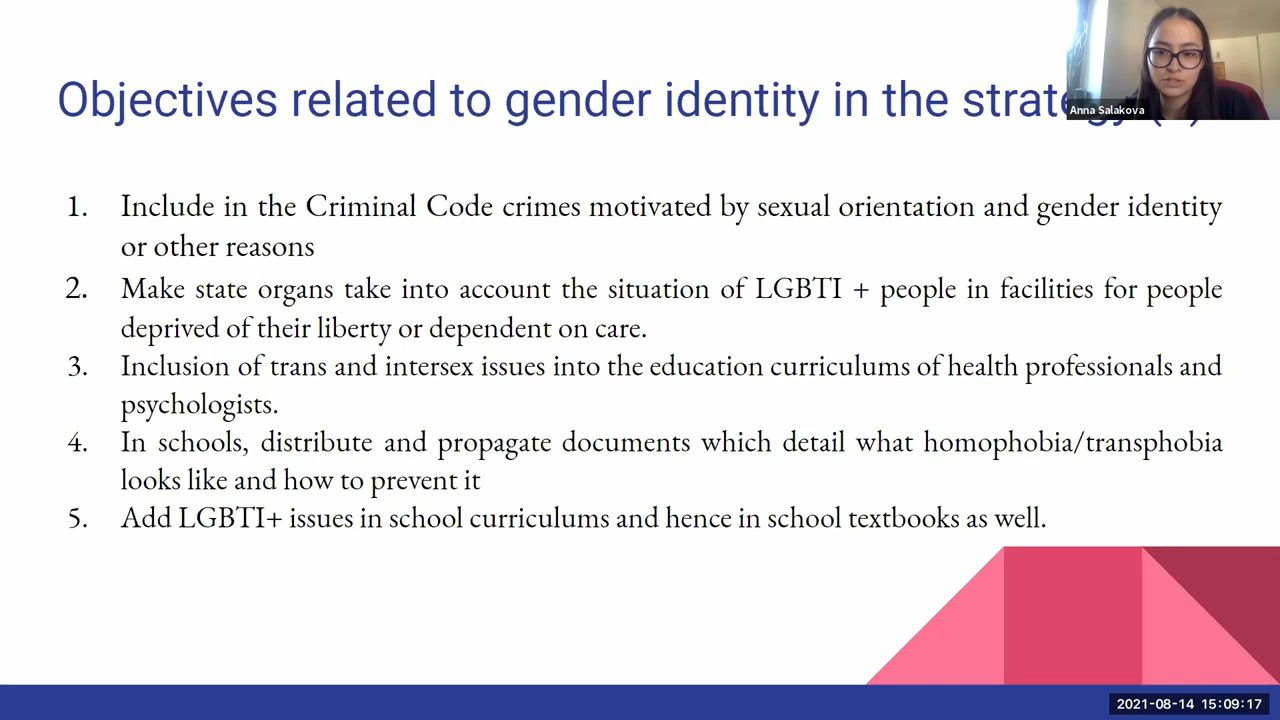 Objectives related to gender identity in the
Anna Salakova
1. Include in the Criminal Code crimes motivated by sexual orientation and gender identity
or other reasons
2. Make state organs take into account the situation of LGBTI + people in facilities for people
deprived of their liberty or dependent on care.
3. Inclusion of trans and intersex issues into the education curriculums of health professionals and
psychologists.
4. In schools, distribute and propagate documents which detail what homophobia/transphobia
looks like and how to prevent it
5. Add LGBTI+ issues in school curriculums and hence in school textbooks as well.
2021-08-14 15:09:17